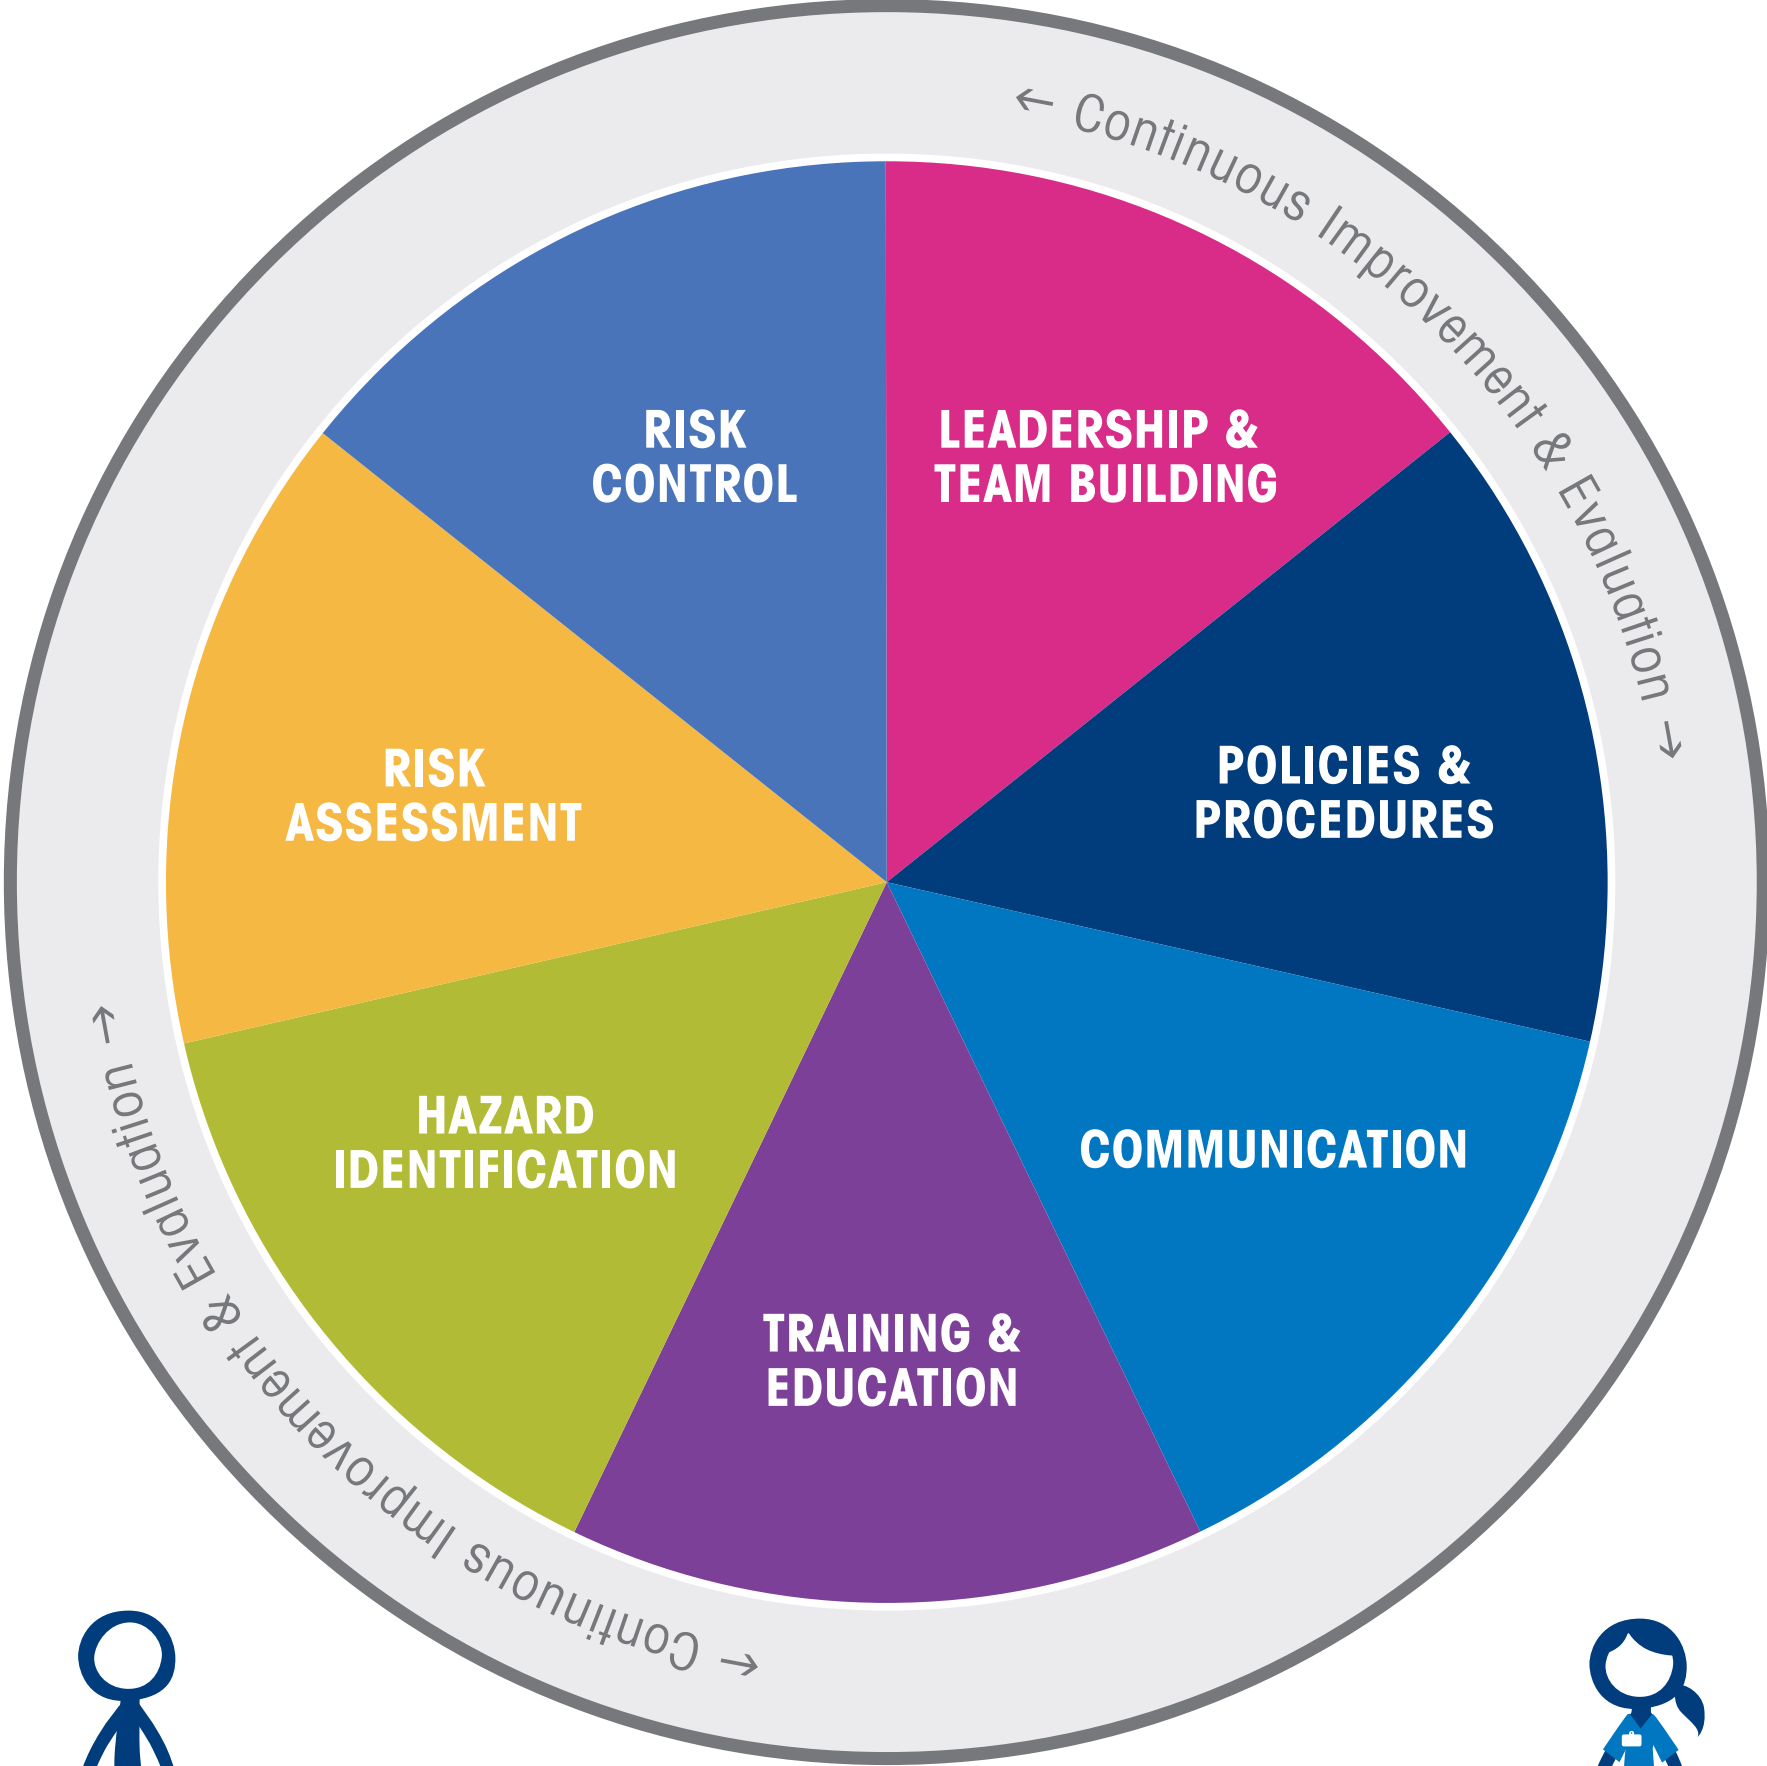 ← Continuous Improvement & Evaluation →
RISK
CONTROL
LEADERSHIP &
TEAM BUILDING
RISK
ASSESSMENT
POLICIES &
PROCEDURES
HAZARD
IDENTIFICATION
COMMUNICATION
TRAINING &
EDUCATION
← Continuous Improvement & Evaluation →